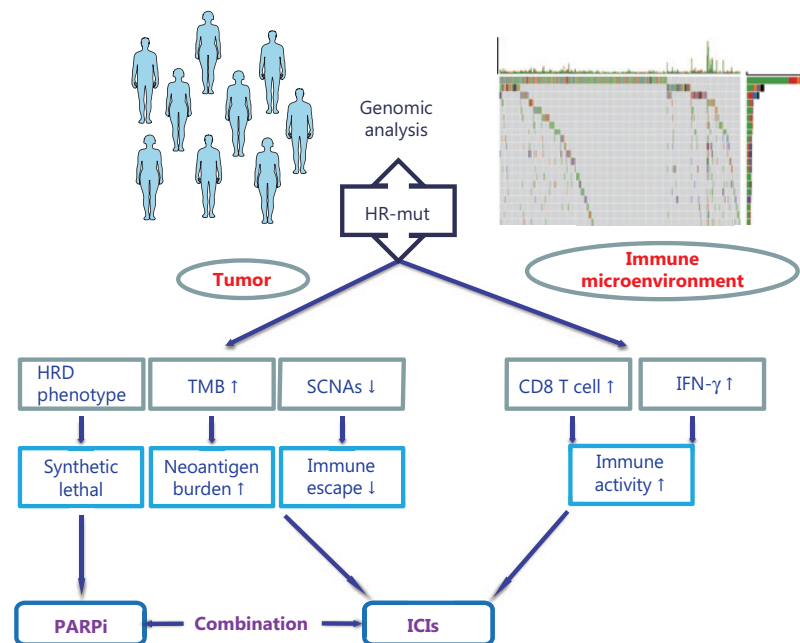 Genomic
analysis
HR-mut
Tumor
Immune
microenvironment
HRD
phenotype
TMB ↑
SCNAs ↓
CD8 T cell ↑
IFN-γ ↑
Synthetic
lethal
Neoantigen
burden ↑
Immune
escape ↓
Immune
activity ↑
PARPi
Combination
ICIs